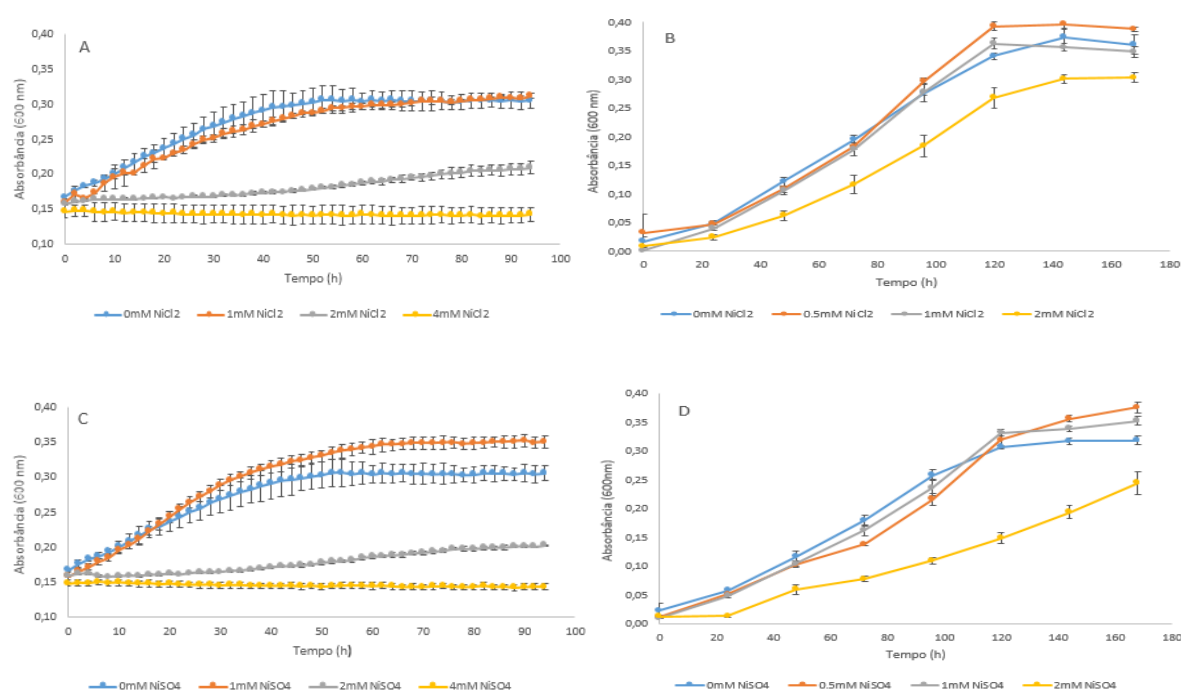 A
Absorbância (600 nm)
0,40
0,35
0,30
0,25
0,20
0,15
0,10
0 10 20 30 40 50 60 70 80 90 100
Tempo (h)
0mM NiCl2 1mM NiCl2 2mM NiCl2 4mM NiCl2
B
Absorbância (600 nm)
0,40
0,35
0,30
0,25
0,20
0,15
0,10
0,05
0,00
0 20 40 60 80 100 120 140 160 180
Tempo (h)
0mM NiCl2 0.5mM NiCl2 1mM NiCl2 2mM NiCl2
C
Absorbância (600 nm)
0,40
0,35
0,30
0,25
0,20
0,15
0,10
0 10 20 30 40 50 60 70 80 90 100
Tempo (h)
0mM NiSO4 1mM NiSO4 2mM NiSO4 4mM NiSO4
D
Absorbância (600nm)
0,40
0,35
0,30
0,25
0,20
0,15
0,10
0,05
0,00
0 20 40 60 80 100 120 140 160 180
Tempo (h)
0mM NiSO4 0.5mM NiSO4 1mM NiSO4 2mM NiSO4